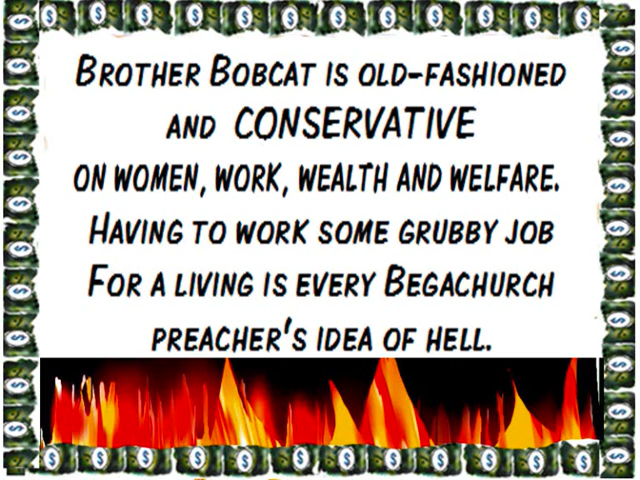 BROTHER BOBCAT IS OLD-FASHIONED
AND CONSERVATIVE
ON WOMEN, WORK, WEALTH AND WELFARE.
HAVING TO WORK SOME GRUBBY JOB
FOR A LIVING IS EVERY BEGACHURCH
PREACHER'S IDEA OF HELL.